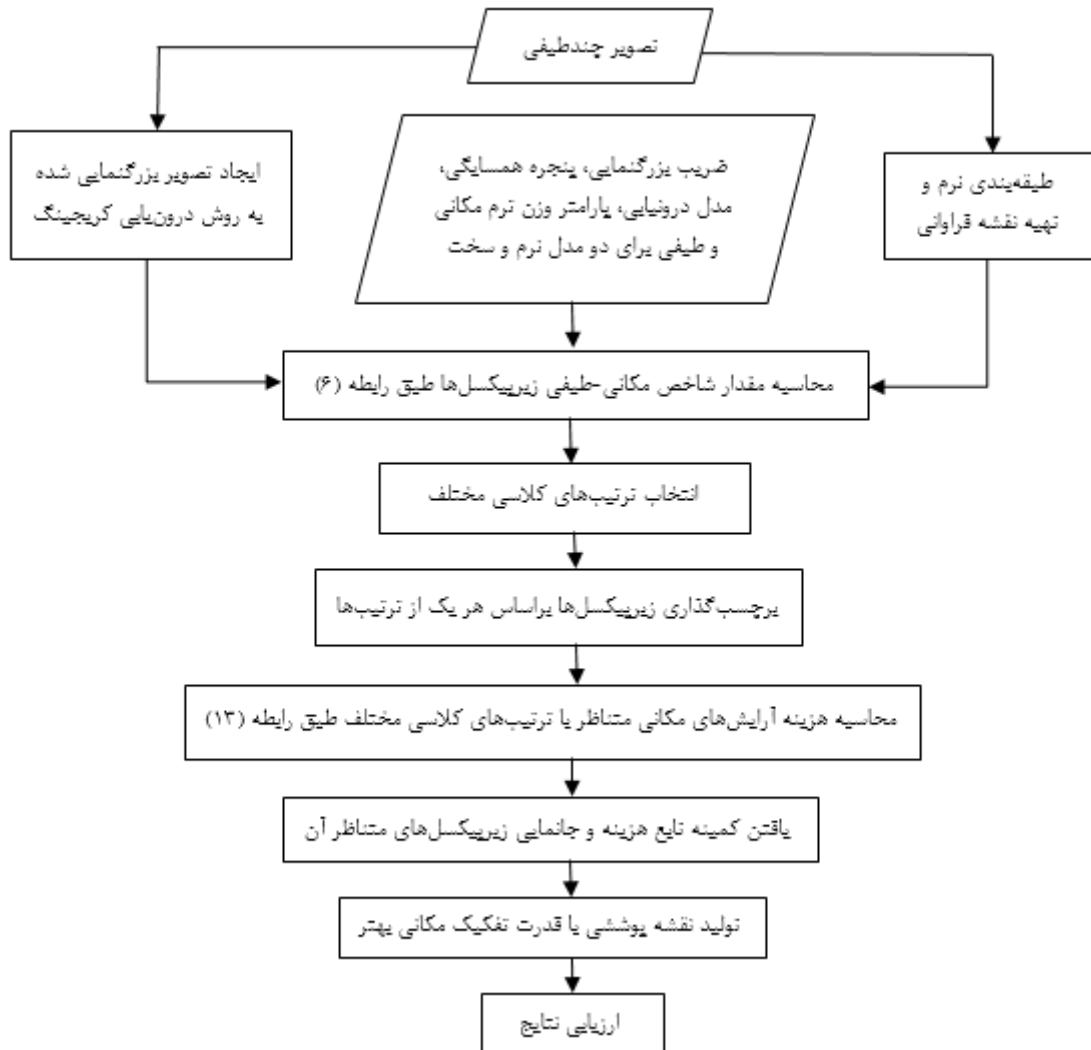 تصویر چندطیفی
ایجاد تصویر بزرگنمایی شده
به روش درون‌یابی کریجینگ
ضریب بزرگنمایی، پنجره همسایگی،
مدل درونیابی، پارامتر وزن ترم مکانی
و طیفی برای دو مدل نرم و سخت
طبقه‌بندی نرم و
تهیه نقشه فراوانی
محاسبه مقدار شاخص مکانی-طیفی زیرپیکسل‌ها طبق رابطه (۶)
انتخاب ترتیب‌های کلاسی مختلف
برچسب‌گذاری زیرپیکسل‌ها براساس هر یک از ترتیب‌ها
محاسبه هزینه آرایش‌های مکانی متناظر با ترتیب‌های کلاسی مختلف طبق رابطه (۱۳)
یافتن کمینه تابع هزینه و جانمایی زیرپیکسل‌های متناظر آن
تولید نقشه پوششی با قدرت تفکیک مکانی بهتر
ارزیابی نتایج